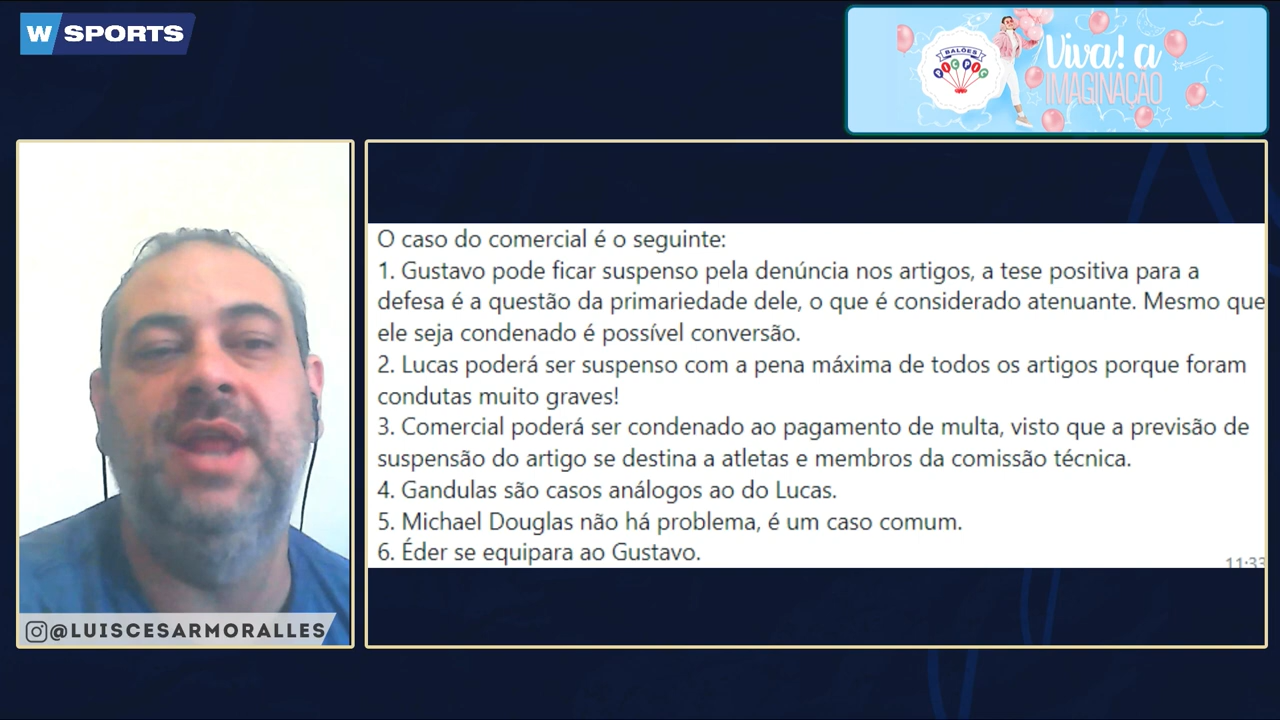 W SPORTS
BALÕES
PIC PIC
Viva! a
IMAGINAÇÃO
O caso do comercial é o seguinte:
1. Gustavo pode ficar suspenso pela denúncia nos artigos, a tese positiva para a
defesa é a questão da primariedade dele, o que é considerado atenuante. Mesmo que
ele seja condenado é possível conversão.
2. Lucas poderá ser suspenso com a pena máxima de todos os artigos porque foram
condutas muito graves!
3. Comercial poderá ser condenado ao pagamento de multa, visto que a previsão de
suspensão do artigo se destina a atletas e membros da comissão técnica.
4. Gandulas são casos análogos ao do Lucas.
5. Michael Douglas não há problema, é um caso comum.
6. Éder se equipara ao Gustavo.
11:33
@LUISCESARMORALLES